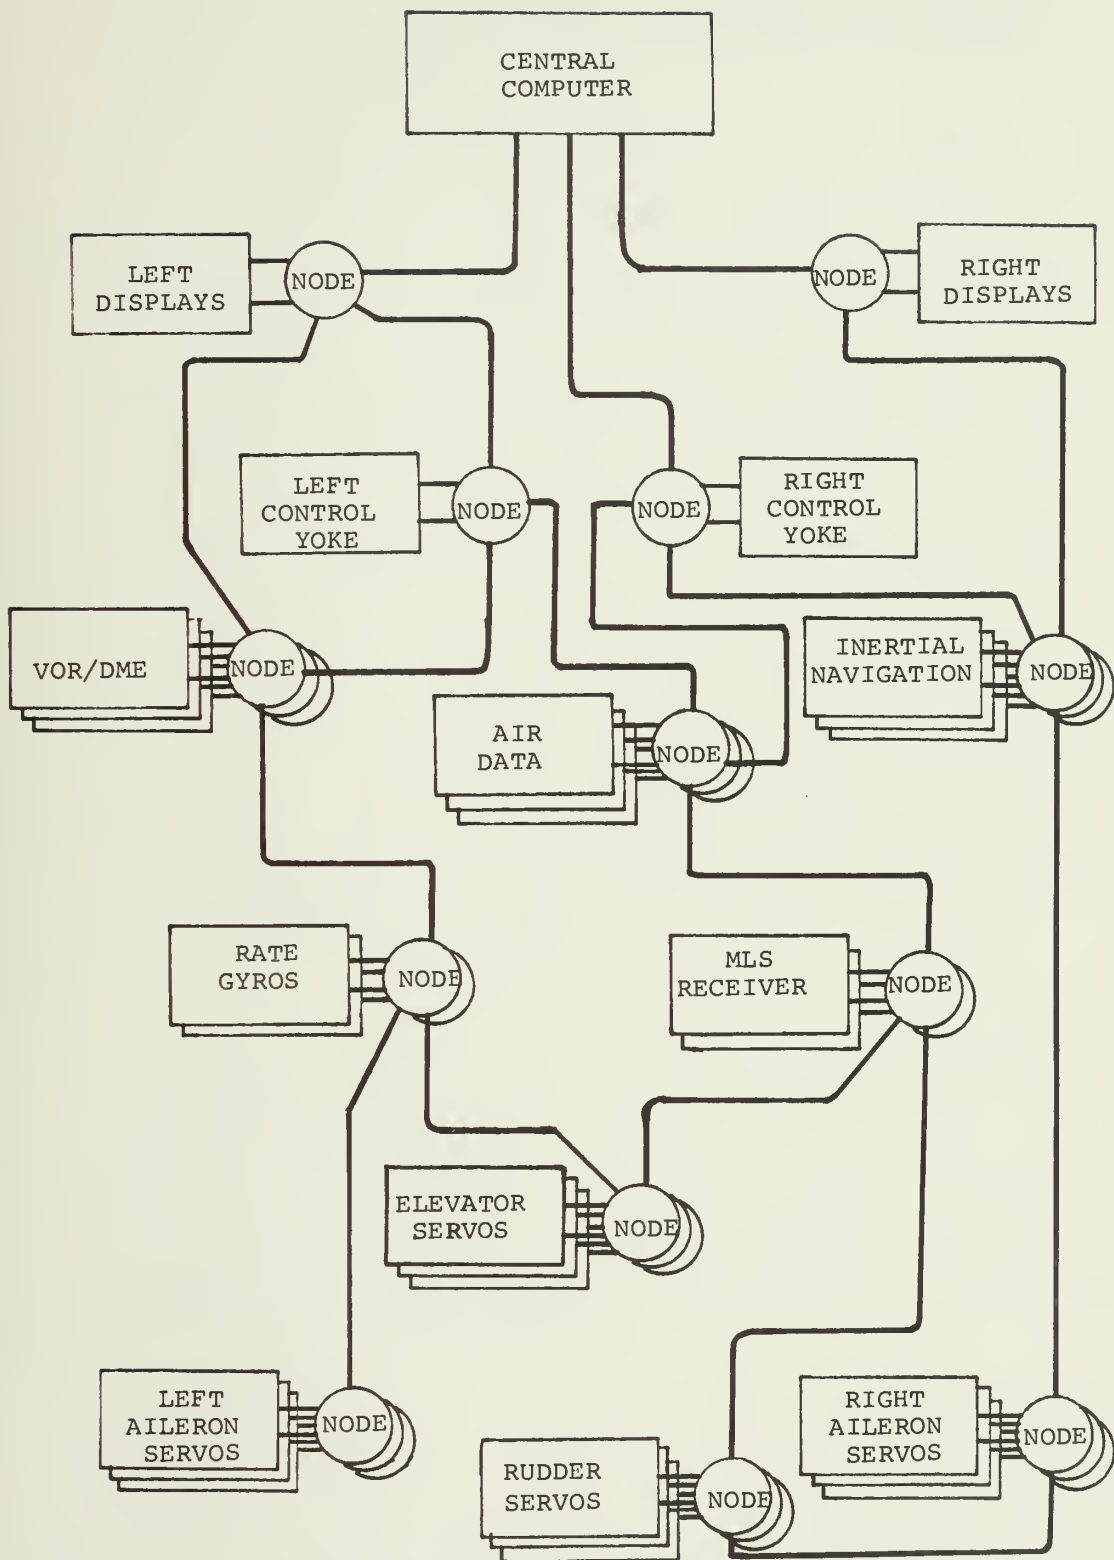 CENTRAL
COMPUTER
LEFT
DISPLAYS
NODE
NODE
RIGHT
DISPLAYS
LEFT
CONTROL
YOKE
NODE
NODE
RIGHT
CONTROL
YOKE
VOR/DME
NODE
INERTIAL
NAVIGATION
NODE
AIR
DATA
NODE
RATE
GYROS
NODE
MLS
RECEIVER
NODE
ELEVATOR
SERVOS
NODE
LEFT
AILERON
SERVOS
NODE
RIGHT
AILERON
SERVOS
NODE
RUDDER
SERVOS
NODE